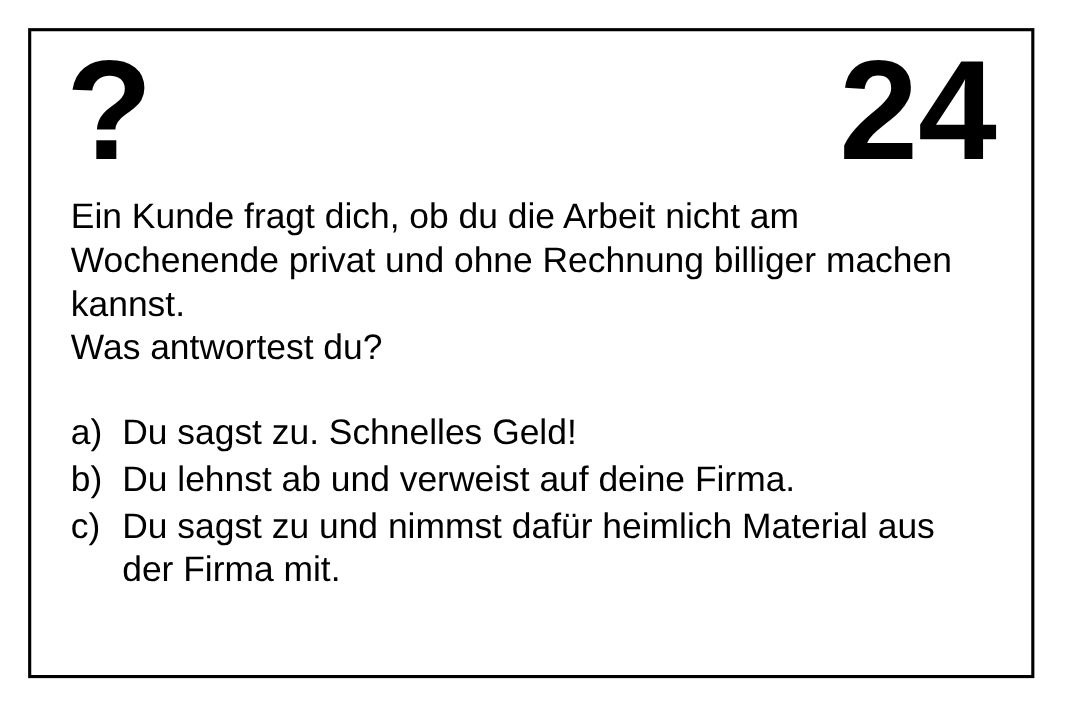 ?
24
Ein Kunde fragt dich, ob du die Arbeit nicht am
Wochenende privat und ohne Rechnung billiger machen
kannst.
Was antwortest du?
a) Du sagst zu. Schnelles Geld!
b) Du lehnst ab und verweist auf deine Firma.
c) Du sagst zu und nimmst dafür heimlich Material aus
der Firma mit.